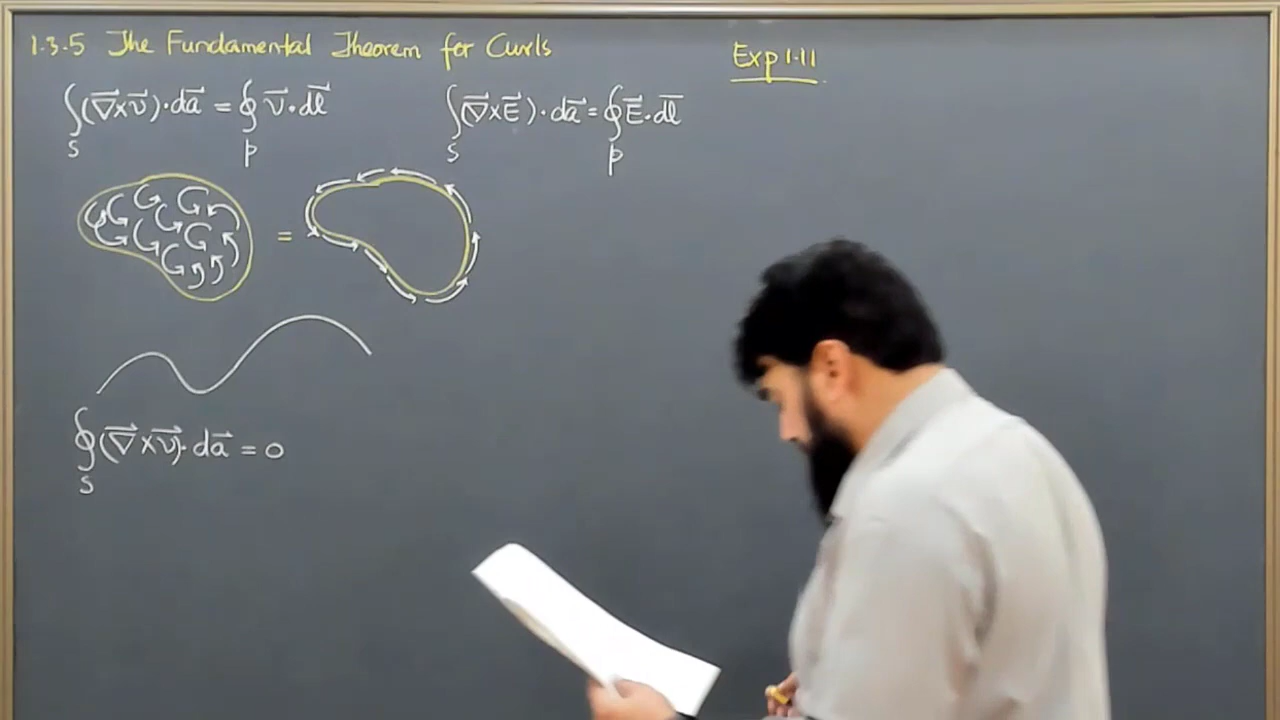 1.3.5 The Fundamental Theorem for Curls
∫(∇⃗×v⃗)·da⃗ = ∮ v⃗·dl⃗
S P
∫(∇⃗×E⃗)·da⃗ = ∮E⃗·dl⃗
S P
=
∮(∇⃗×v⃗)·da⃗ = 0
S
Exp 1.11